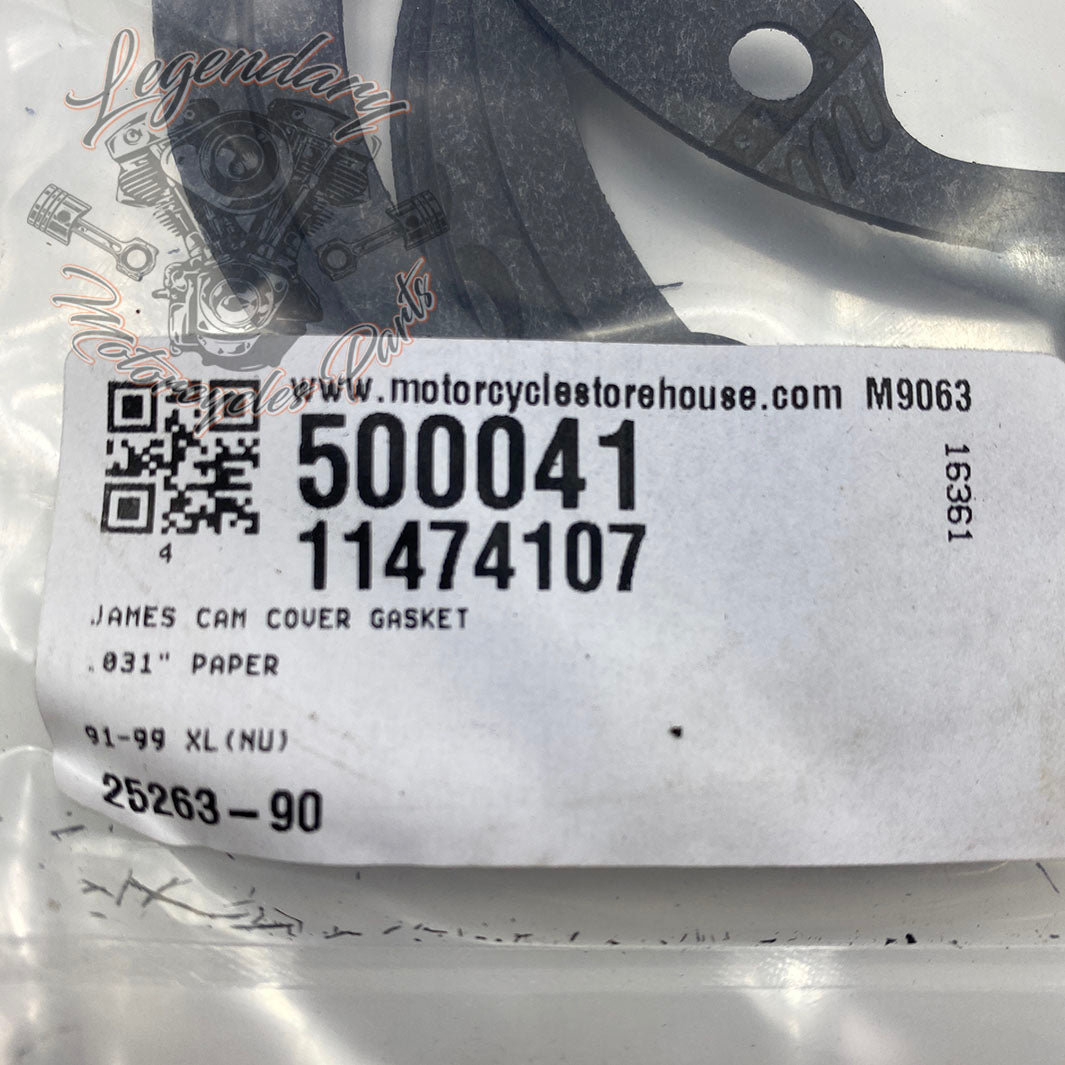 Legendary
Motorcycles Parts
www.motorcyclestorehouse.com M9063
500041
16361
11474107
4
JAMES CAM COVER GASKET
.031" PAPER
91-99 XL(NU)
25263-90